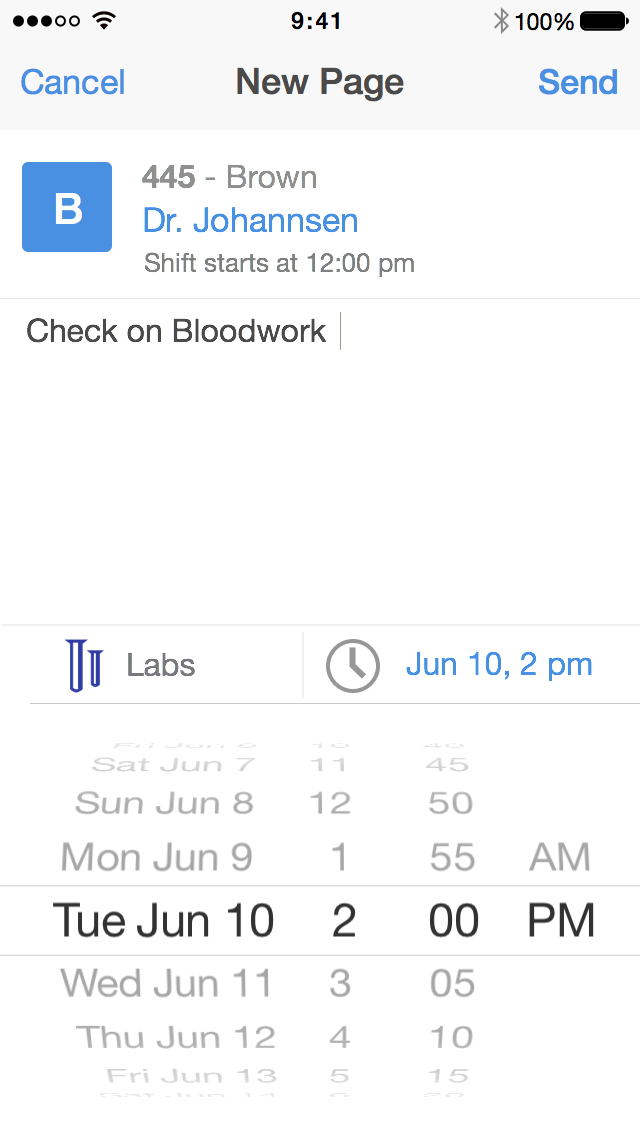 9:41 100%
Cancel New Page Send
B
445 - Brown
Dr. Johannsen
Shift starts at 12:00 pm
Check on Bloodwork
Labs Jun 10, 2 pm
Sat Jun 7 11 45
Sun Jun 8 12 50
Mon Jun 9 1 55 AM
Tue Jun 10 2 00 PM
Wed Jun 11 3 05
Thu Jun 12 4 10
Fri Jun 13 5 15